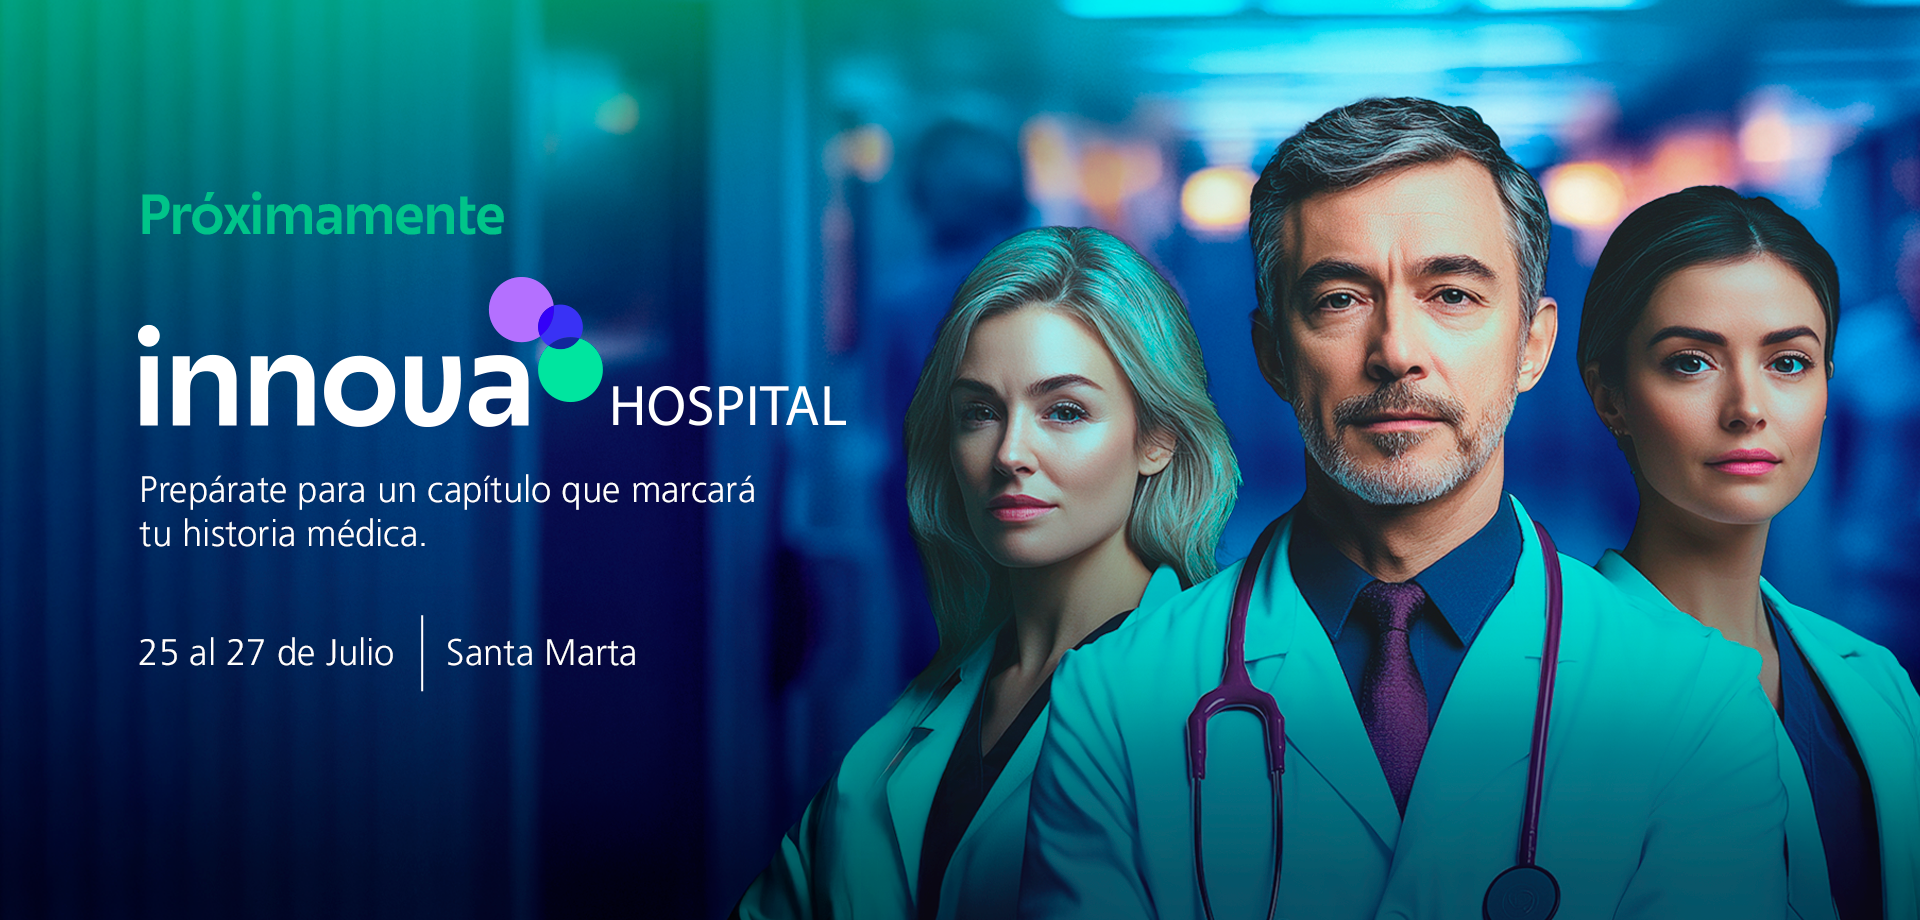 Próximamente
innova HOSPITAL
Prepárate para un capítulo que marcará
tu historia médica.
25 al 27 de Julio | Santa Marta